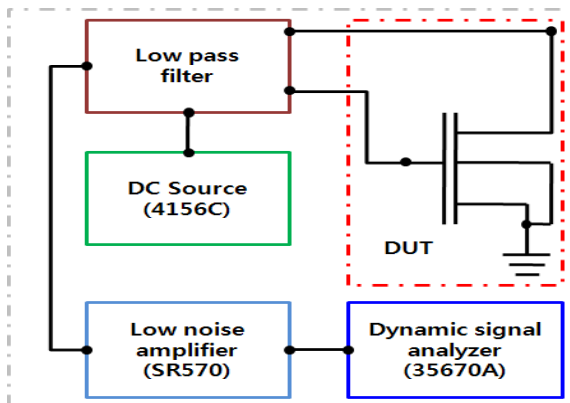 Low pass
filter
DC Source
(4156C)
DUT
Low noise
amplifier
(SR570)
Dynamic signal
analyzer
(35670A)